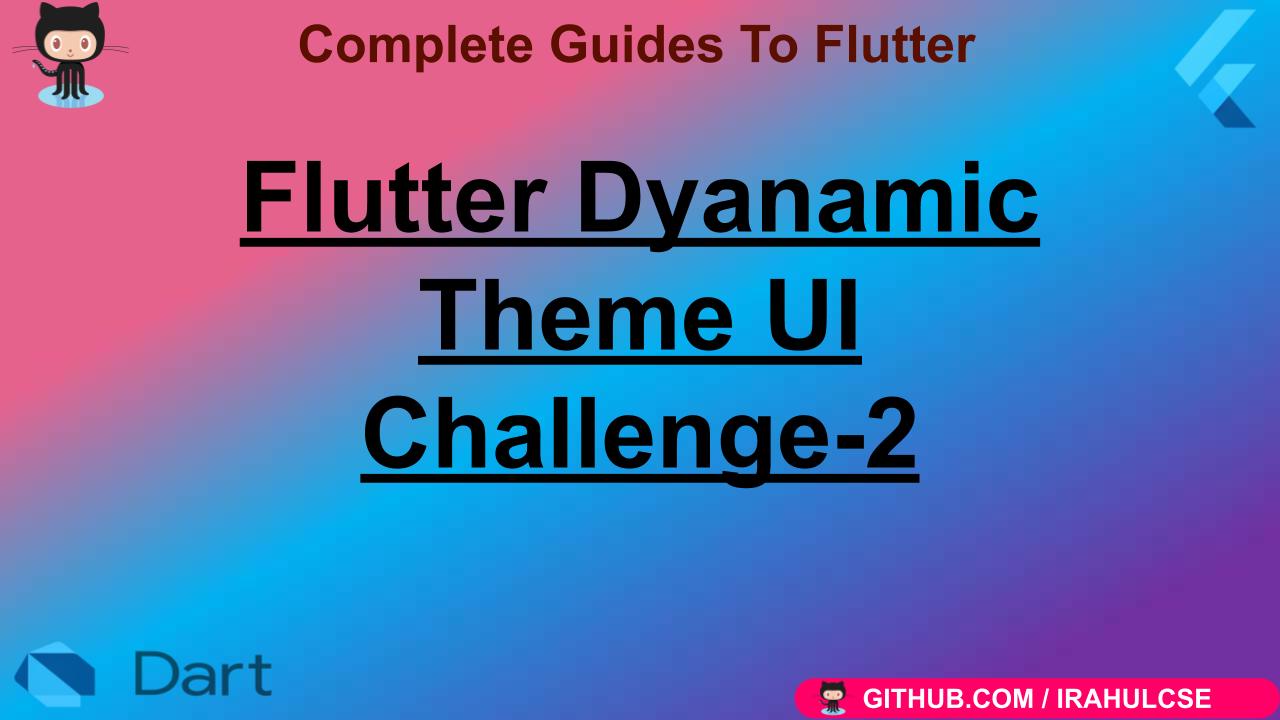 Complete Guides To Flutter
Flutter Dyanamic
Theme UI
Challenge-2
Dart
GITHUB.COM / IRAHULCSE